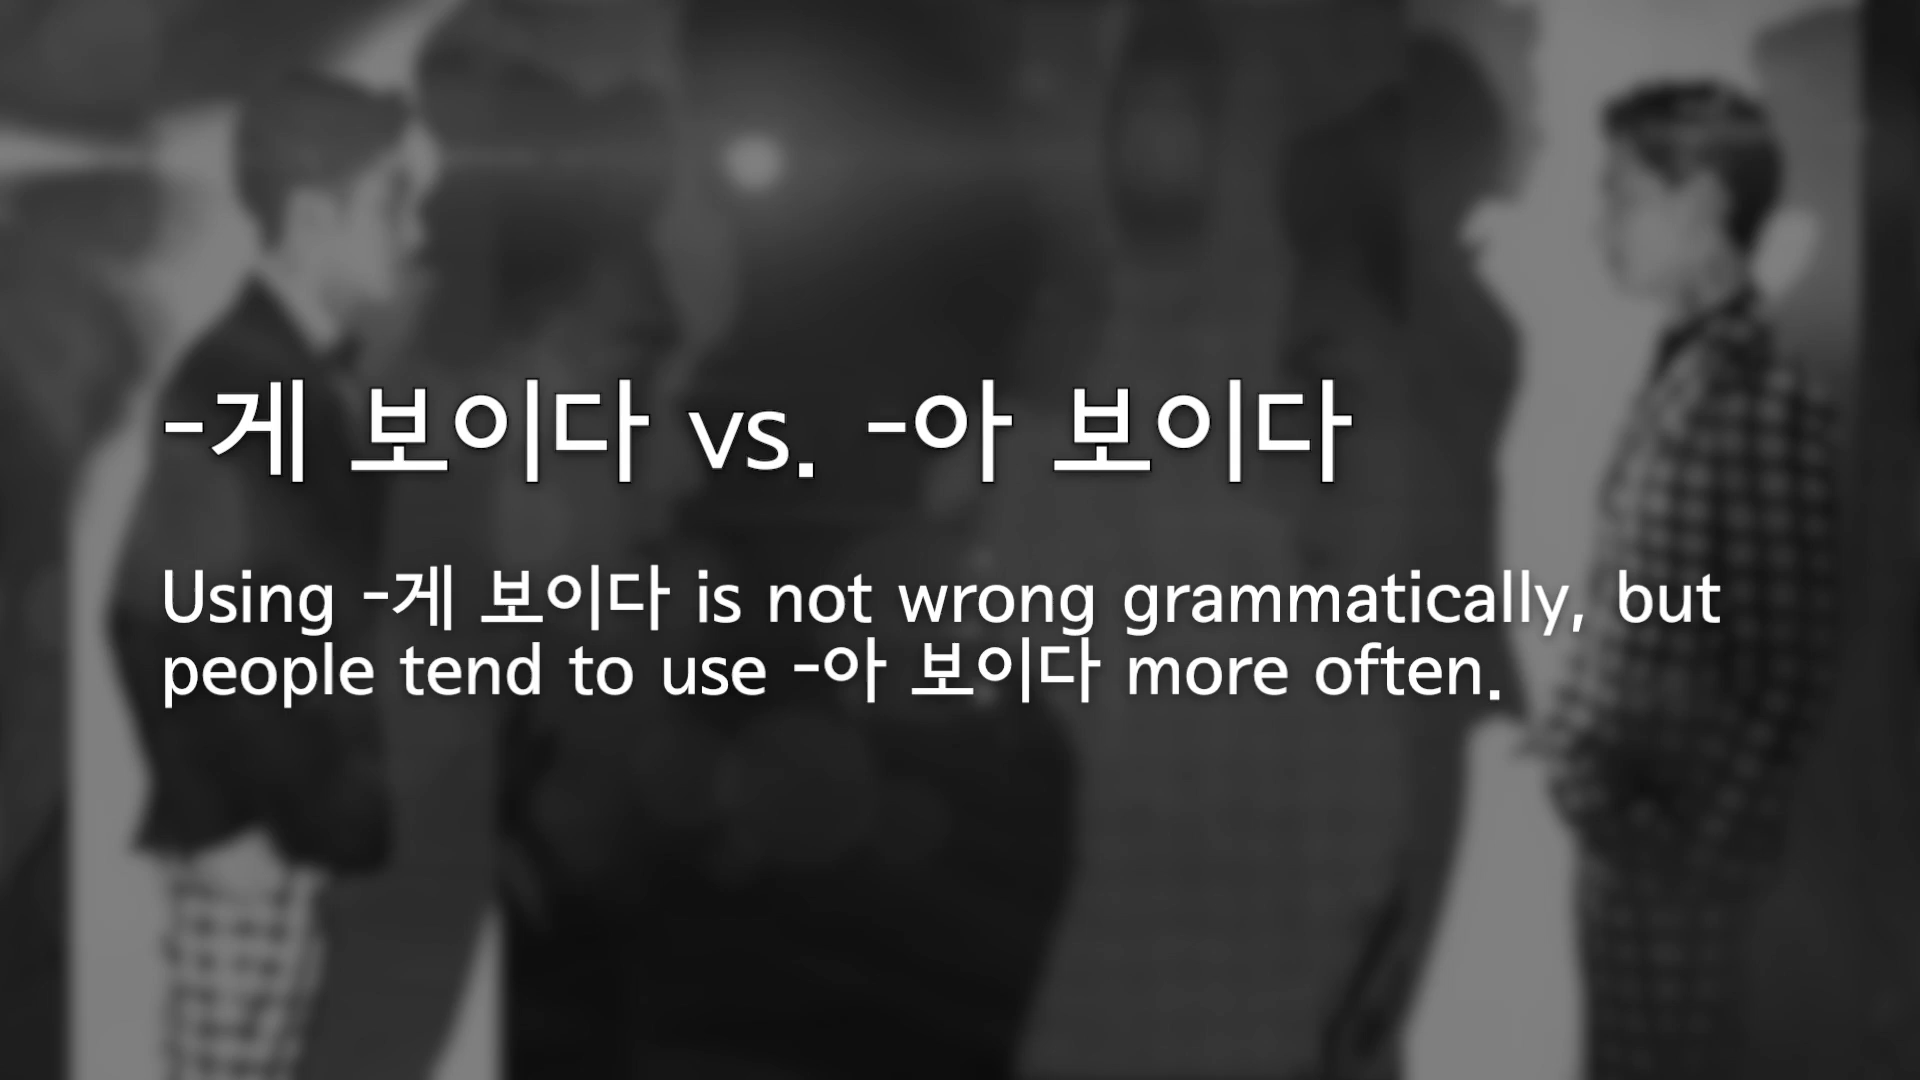 -게 보이다 vs. -아 보이다
Using -게 보이다 is not wrong grammatically, but
people tend to use -아 보이다 more often.